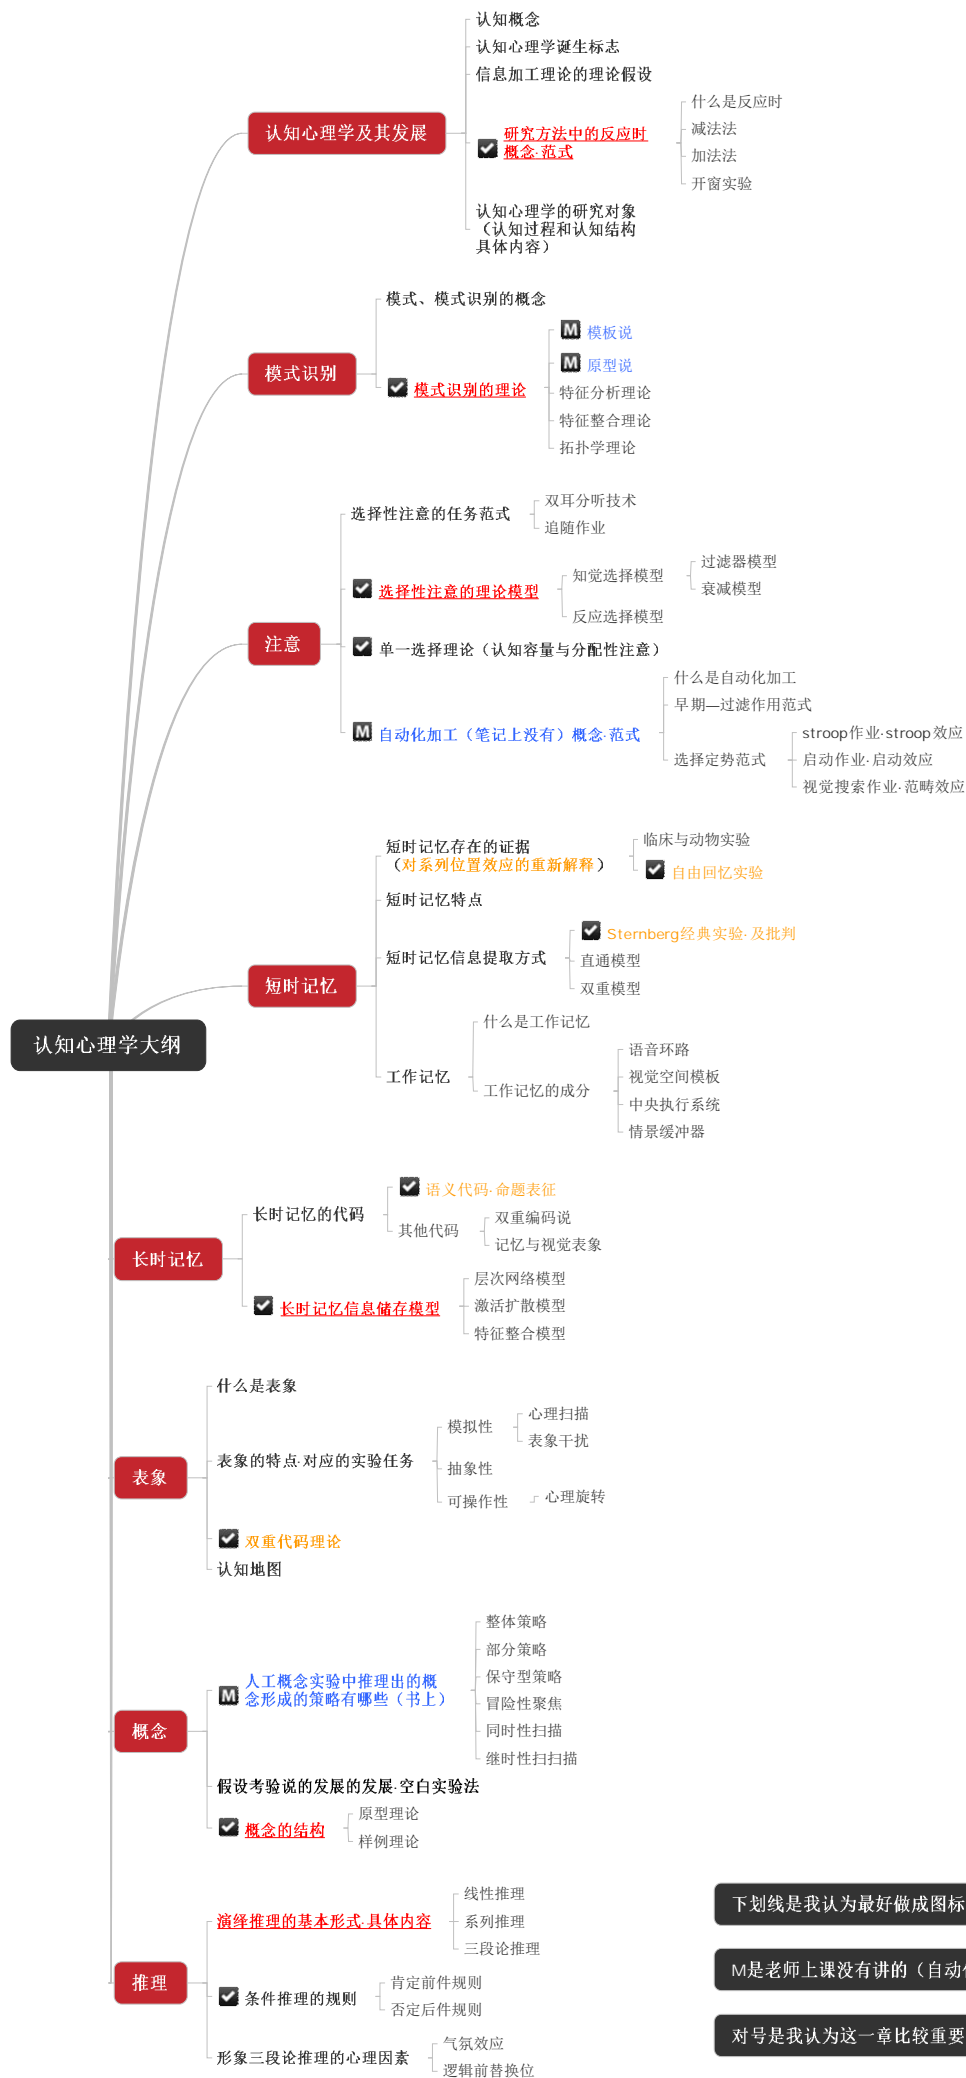 认知心理学大纲
认知心理学及其发展
认知概念
认知心理学诞生标志
信息加工理论的理论假设
研究方法中的反应时
概念·范式
什么是反应时
减法法
加法法
开窗实验
认知心理学的研究对象
（认知过程和认知结构
具体内容）
模式识别
模式、模式识别的概念
模式识别的理论
M 模板说
M 原型说
特征分析理论
特征整合理论
拓扑学理论
注意
选择性注意的任务范式
双耳分听技术
追随作业
选择性注意的理论模型
知觉选择模型
过滤器模型
衰减模型
反应选择模型
单一选择理论（认知容量与分配性注意）
M 自动化加工（笔记上没有）概念·范式
什么是自动化加工
早期—过滤作用范式
选择定势范式
stroop作业·stroop效应
启动作业·启动效应
视觉搜索作业·范畴效应
短时记忆
短时记忆存在的证据
（对系列位置效应的重新解释）
临床与动物实验
自由回忆实验
短时记忆特点
短时记忆信息提取方式
Sternberg经典实验·及批判
直通模型
双重模型
工作记忆
什么是工作记忆
工作记忆的成分
语音环路
视觉空间模板
中央执行系统
情景缓冲器
长时记忆
长时记忆的代码
语义代码·命题表征
其他代码
双重编码说
记忆与视觉表象
长时记忆信息储存模型
层次网络模型
激活扩散模型
特征整合模型
表象
什么是表象
表象的特点·对应的实验任务
模拟性
心理扫描
表象干扰
抽象性
可操作性
心理旋转
双重代码理论
认知地图
概念
M 人工概念实验中推理出的概
念形成的策略有哪些（书上）
整体策略
部分策略
保守型策略
冒险性聚焦
同时性扫描
继时性扫扫描
假设考验说的发展的发展·空白实验法
概念的结构
原型理论
样例理论
推理
演绎推理的基本形式·具体内容
线性推理
系列推理
三段论推理
条件推理的规则
肯定前件规则
否定后件规则
形象三段论推理的心理因素
气氛效应
逻辑前替换位
下划线是我认为最好做成图标
M是老师上课没有讲的（自动
对号是我认为这一章比较重要